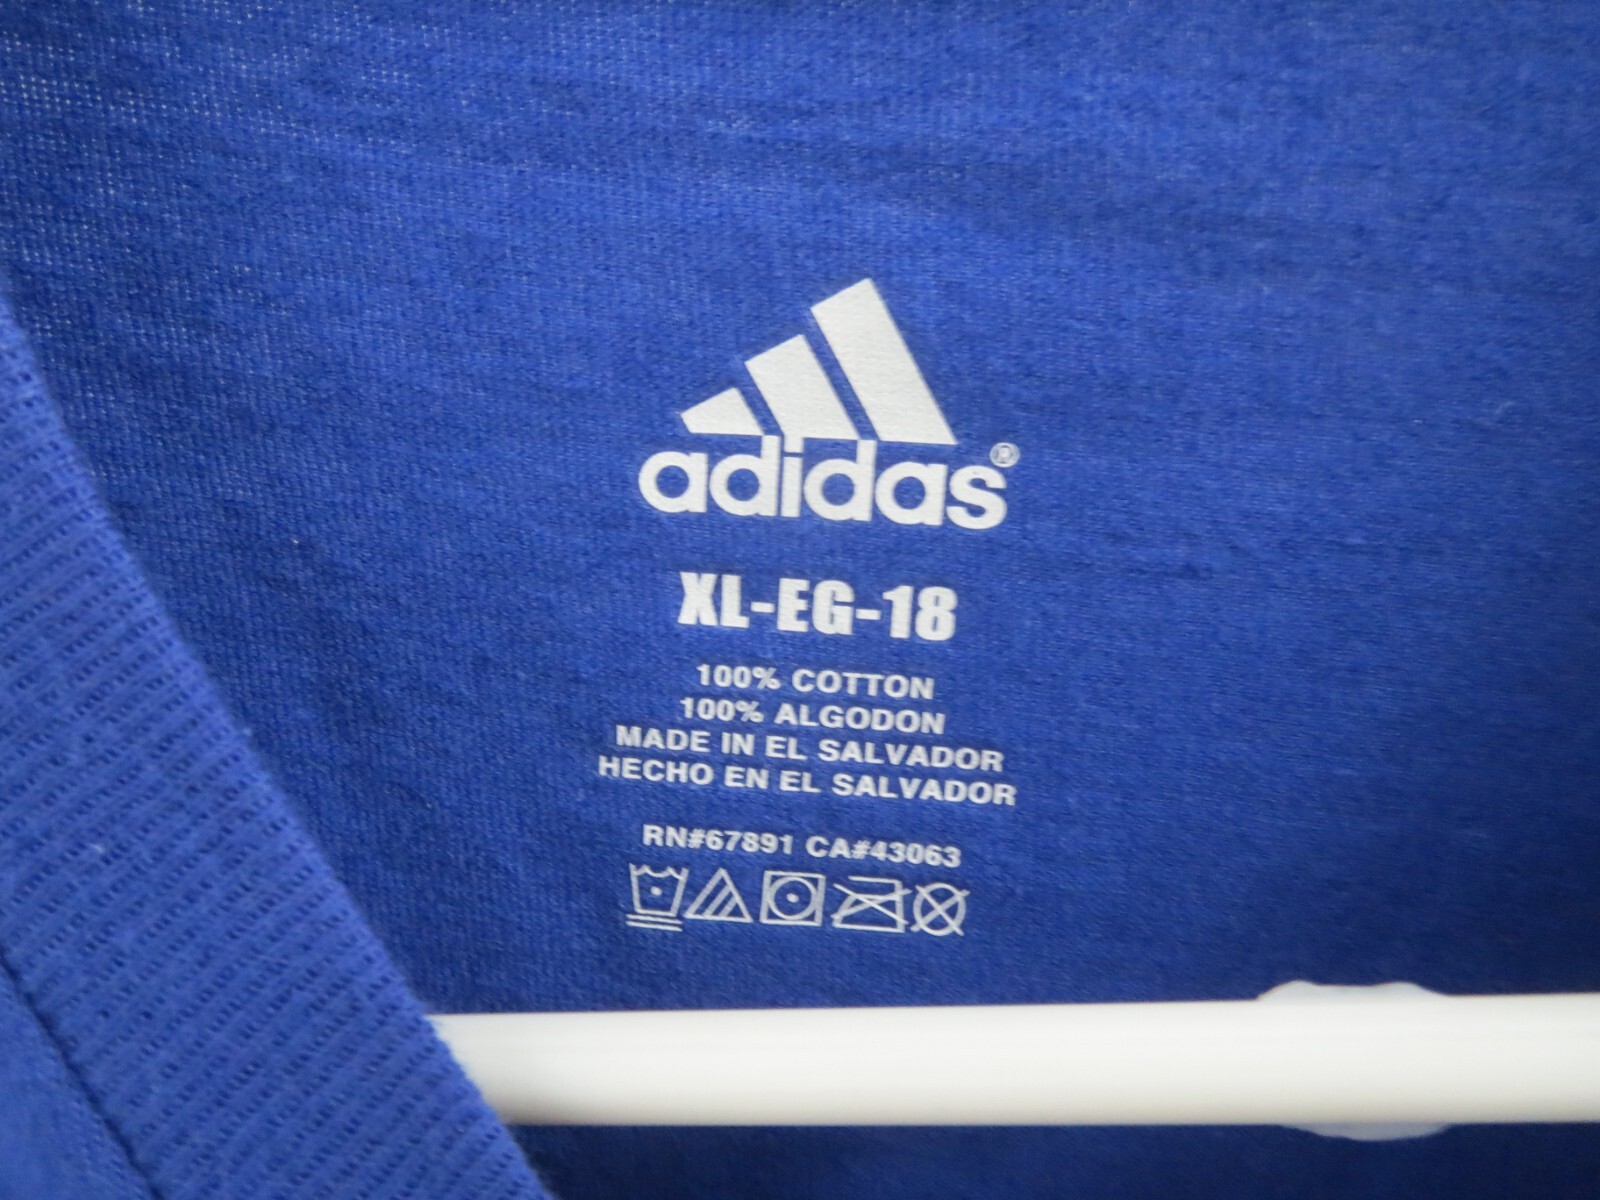 adidas®
XL-EG-18
100% COTTON
100% ALGODON
MADE IN EL SALVADOR
HECHO EN EL SALVADOR
RN#67891 CA#43063